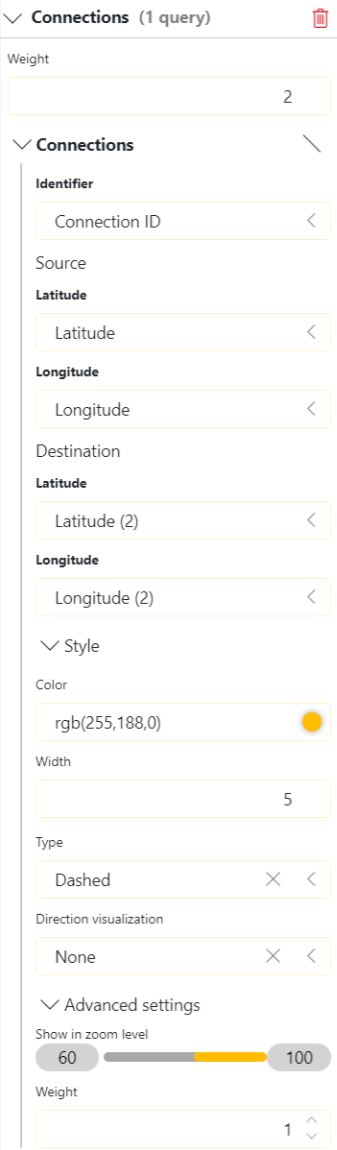 Connections (1 query)
Weight
2
Connections
Identifier
Connection ID
Source
Latitude
Latitude
Longitude
Longitude
Destination
Latitude
Latitude (2)
Longitude
Longitude (2)
Style
Color
rgb(255,188,0)
Width
5
Type
Dashed
Direction visualization
None
Advanced settings
Show in zoom level
60 100
Weight
1